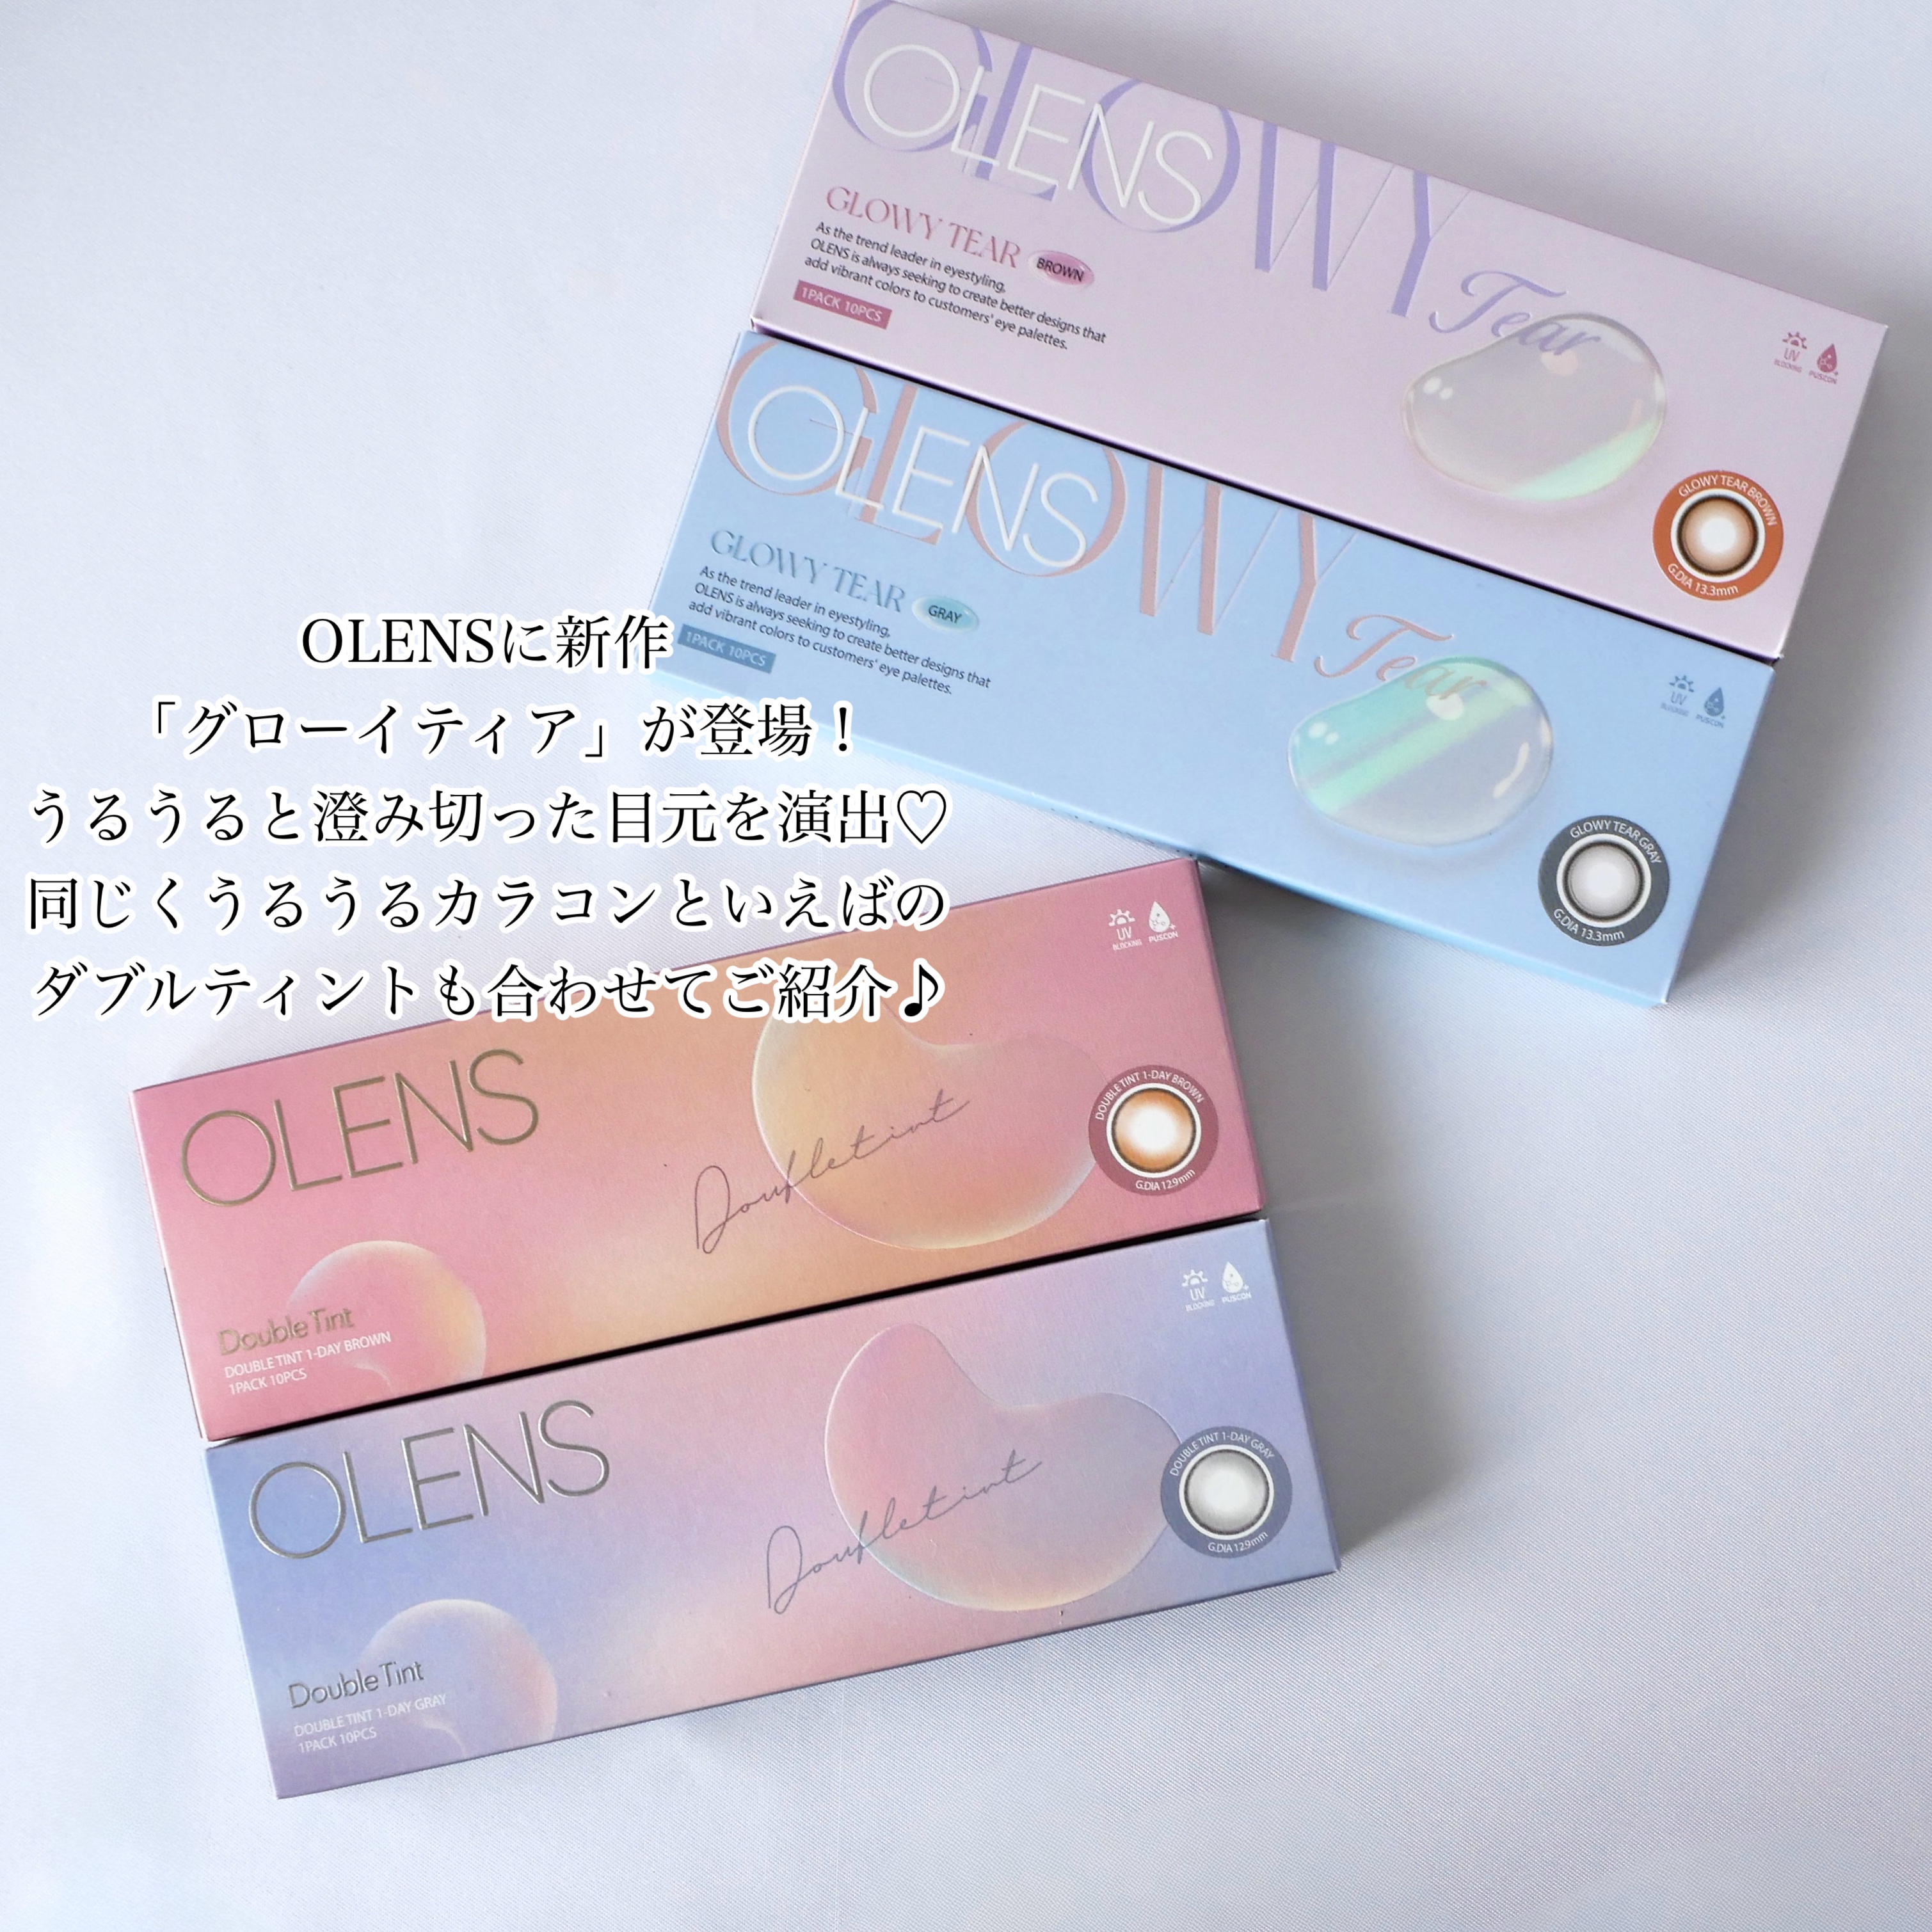 GLOWY Tear
OLENS
GLOWY TEAR BROWN
As the trend leader in eyestyling,
OLENS is always seeking to create better designs that
add vibrant colors to customers' eye palettes.
1PACK 10PCS
UV
BLOCKING
PUSCON
GLOWY TEAR BROWN
G.DIA 13.3mm
GLOWY Tear
OLENS
GLOWY TEAR GRAY
As the trend leader in eyestyling,
OLENS is always seeking to create better designs that
add vibrant colors to customers' eye palettes.
1PACK 10PCS
UV
BLOCKING
PUSCON
GLOWY TEAR GRAY
G.DIA 13.3mm
OLENSに新作
「グローイティア」が登場！
うるうると澄み切った目元を演出♡
同じくうるうるカラコンといえばの
ダブルティントも合わせてご紹介♪
UV
BLOCKING
PUSCON
OLENS
Doubletint
DOUBLE TINT 1-DAY BROWN
G.DIA 12.9mm
Double Tint
DOUBLE TINT 1-DAY BROWN
1PACK 10PCS
UV
BLOCKING
PUSCON
OLENS
Doubletint
DOUBLE TINT 1-DAY GRAY
G.DIA 12.9mm
Double Tint
DOUBLE TINT 1-DAY GRAY
1PACK 10PCS